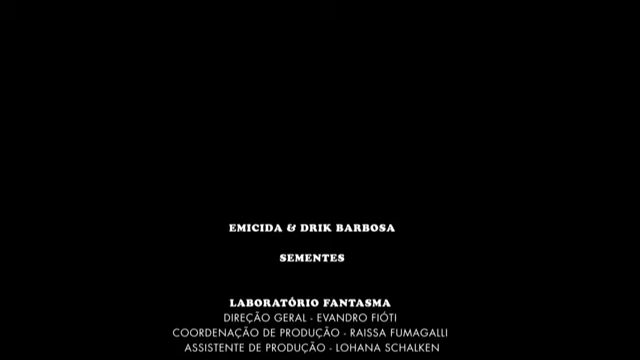 EMICIDA & DRIK BARBOSA
SEMENTES
LABORATÓRIO FANTASMA
DIREÇÃO GERAL - EVANDRO FIÓTI
COORDENAÇÃO DE PRODUÇÃO - RAISSA FUMAGALLI
ASSISTENTE DE PRODUÇÃO - LOHANA SCHALKEN